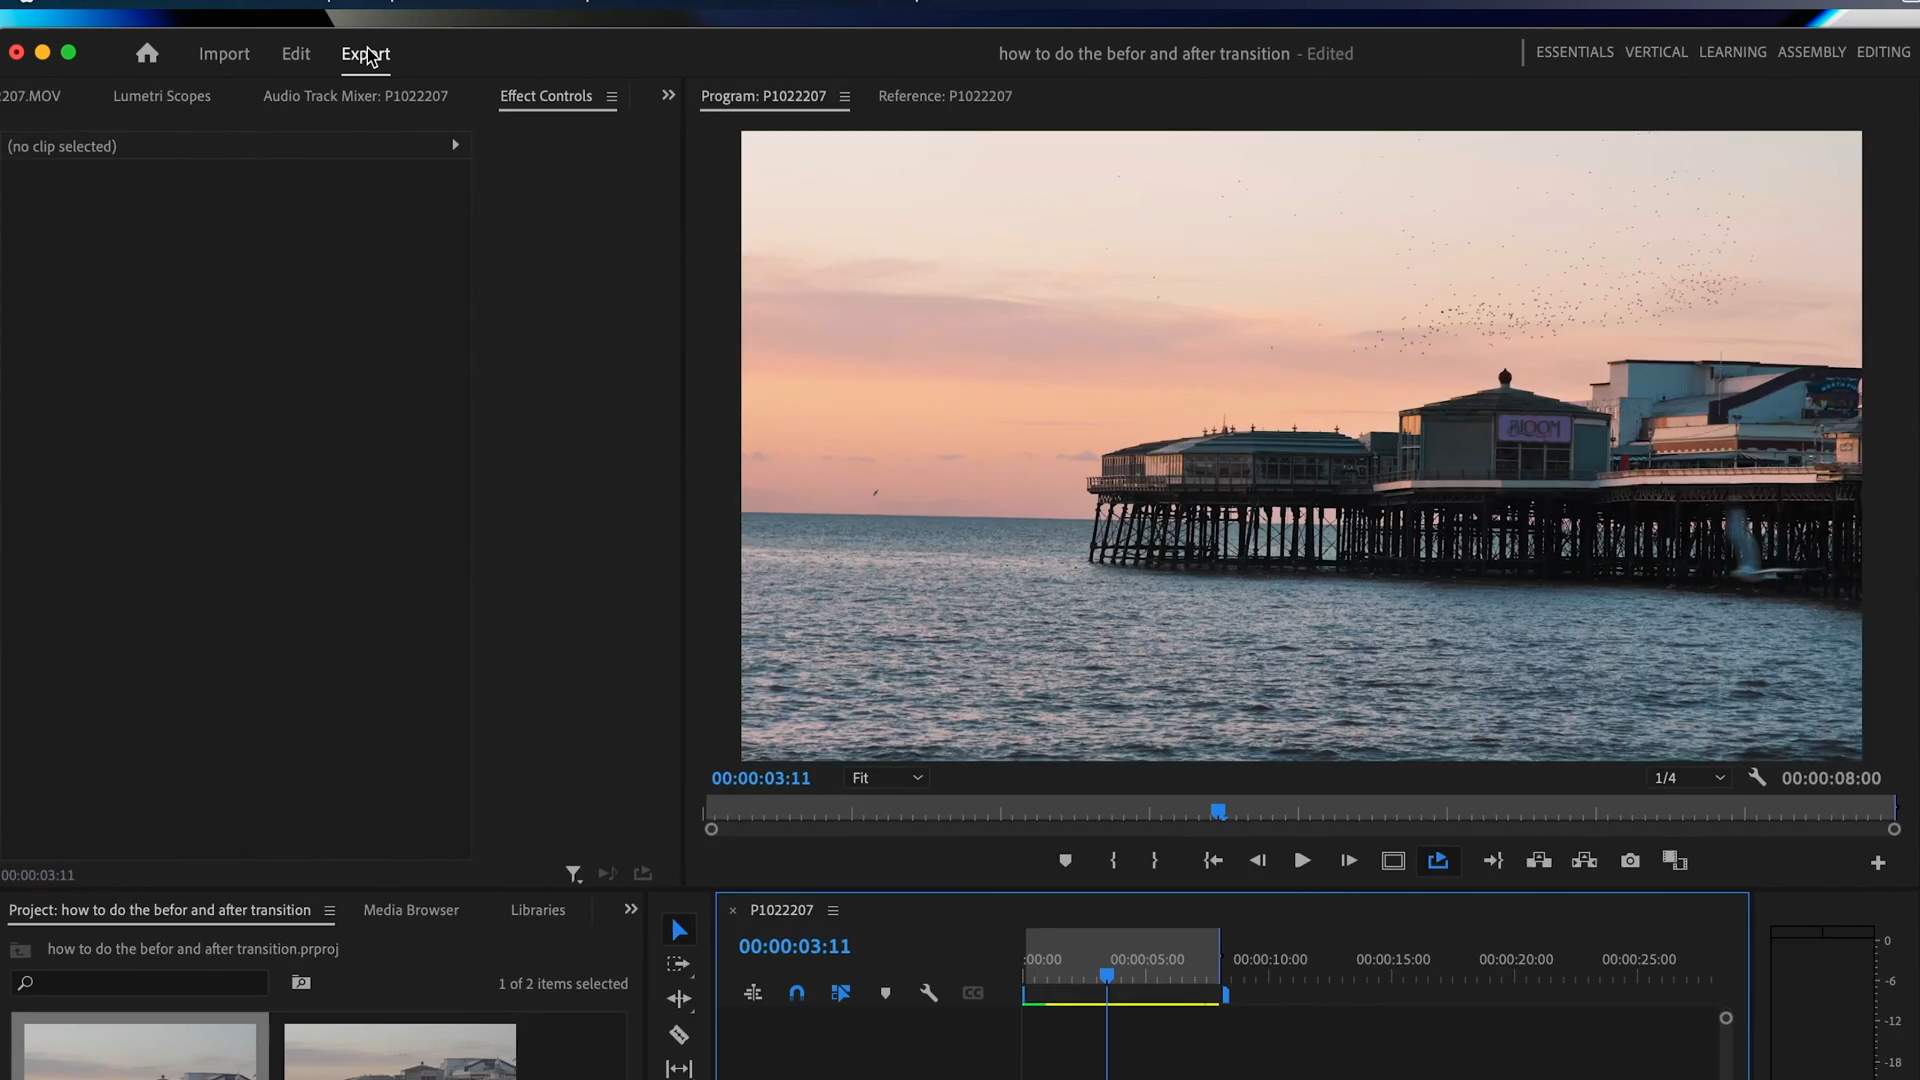 Import Edit Export how to do the befor and after transition - Edited ESSENTIALS VERTICAL LEARNING ASSEMBLY EDITING
207.MOV Lumetri Scopes Audio Track Mixer: P1022207 Effect Controls Program: P1022207 Reference: P1022207
(no clip selected)
BLOOM
00:00:03:11 Fit 1/4 00:00:08:00
00:00:03:11
Project: how to do the befor and after transition Media Browser Libraries
how to do the befor and after transition.prproj
1 of 2 items selected
× P1022207
00:00:03:11
:00:00 00:00:05:00 00:00:10:00 00:00:15:00 00:00:20:00 00:00:25:00
CC
0
-6
-12
-18